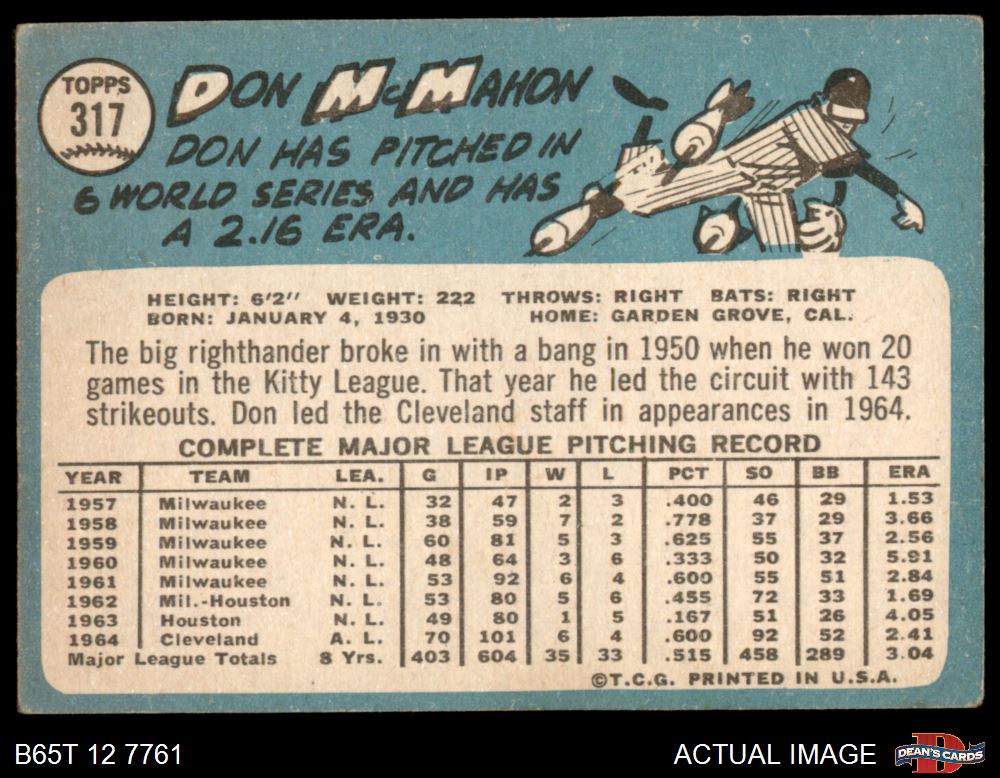 TOPPS
317
DON McMAHON
DON HAS PITCHED IN
6 WORLD SERIES AND HAS
A 2.16 ERA.
HEIGHT: 6'2" WEIGHT: 222 THROWS: RIGHT BATS: RIGHT
BORN: JANUARY 4, 1930 HOME: GARDEN GROVE, CAL.
The big righthander broke in with a bang in 1950 when he won 20
games in the Kitty League. That year he led the circuit with 143
strikeouts. Don led the Cleveland staff in appearances in 1964.
COMPLETE MAJOR LEAGUE PITCHING RECORD
YEAR TEAM LEA. G IP W L PCT SO BB ERA
1957 Milwaukee N. L. 32 47 2 3 .400 46 29 1.53
1958 Milwaukee N. L. 38 59 7 2 .778 37 29 3.66
1959 Milwaukee N. L. 60 81 5 3 .625 55 37 2.56
1960 Milwaukee N. L. 48 64 3 6 .333 50 32 5.91
1961 Milwaukee N. L. 53 92 6 4 .600 55 51 2.84
1962 Mil.-Houston N. L. 53 80 5 6 .455 72 33 1.69
1963 Houston N. L. 49 80 1 5 .167 51 26 4.05
1964 Cleveland A. L. 70 101 6 4 .600 92 52 2.41
Major League Totals 8 Yrs. 403 604 35 33 .515 458 289 3.04
©T.C.G. PRINTED IN U.S.A.
B65T 12 7761 ACTUAL IMAGE DEAN'S CARDS